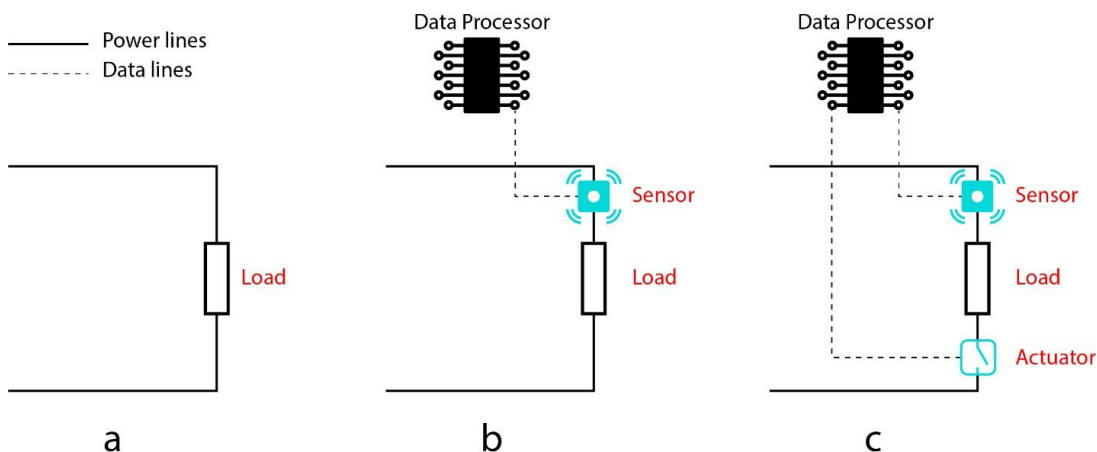 Power lines
Data lines
Load
a
Data Processor
Sensor
Load
b
Data Processor
Sensor
Load
Actuator
c